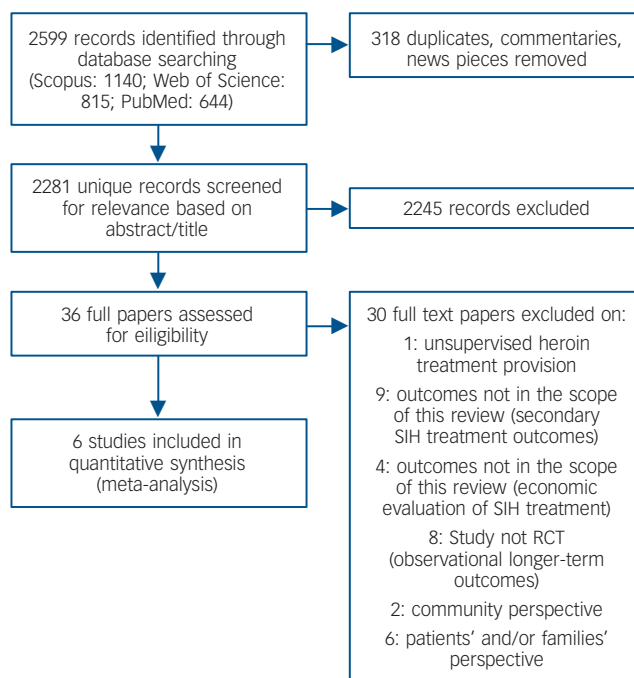 2599 records identified through
database searching
(Scopus: 1140; Web of Science:
815; PubMed: 644)
318 duplicates, commentaries,
news pieces removed
2281 unique records screened
for relevance based on
abstract/title
2245 records excluded
36 full papers assessed
for eiligibility
30 full text papers excluded on:
1: unsupervised heroin
treatment provision
9: outcomes not in the scope
of this review (secondary
SIH treatment outcomes)
4: outcomes not in the scope
of this review (economic
evaluation of SIH treatment)
8: Study not RCT
(observational longer-term
outcomes)
2: community perspective
6: patients' and/or families'
perspective
6 studies included in
quantitative synthesis
(meta-analysis)